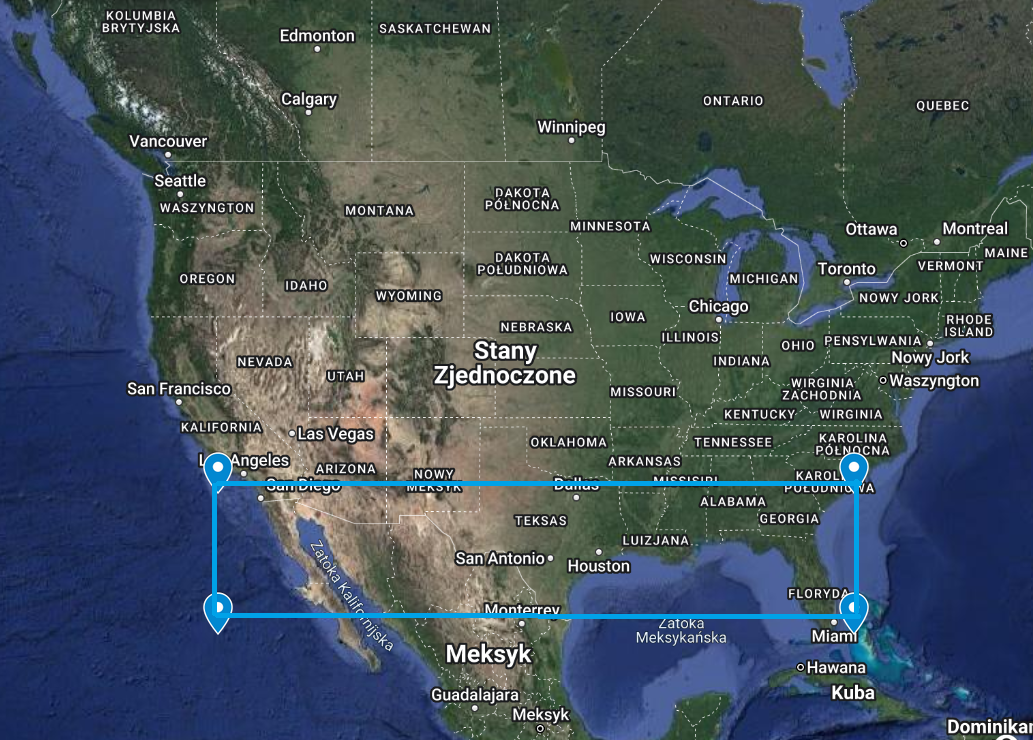 KOLUMBIA
BRYTYJSKA
Edmonton
SASKATCHEWAN
Calgary
ONTARIO
QUEBEC
Winnipeg
Vancouver
Seattle
WASZYNGTON
MONTANA
DAKOTA
PÓŁNOCNA
MINNESOTA
Ottawa
Montreal
MAINE
OREGON
IDAHO
WYOMING
DAKOTA
POŁUDNIOWA
WISCONSIN
MICHIGAN
Toronto
VERMONT
NOWY JORK
Chicago
RHODE
ISLAND
NEBRASKA
IOWA
ILLINOIS
INDIANA
OHIO
PENSYLWANIA
Nowy Jork
NEVADA
UTAH
Stany
Zjednoczone
San Francisco
MISSOURI
WIRGINIA
ZACHODNIA
Waszyngton
KENTUCKY
WIRGINIA
KALIFORNIA
Las Vegas
OKLAHOMA
TENNESSEE
KAROLINA
PÓŁNOCNA
Los Angeles
ARIZONA
NOWY
MEKSYK
ARKANSAS
MISSISIPI
KAROLINA
POŁUDNIOWA
San Diego
Dallas
ALABAMA
GEORGIA
TEKSAS
LUIZJANA
San Antonio
Houston
Zatoka Kalifornijska
FLORYDA
Monterrey
Zatoka
Meksykańska
Miami
Meksyk
Hawana
Kuba
Guadalajara
Meksyk
Dominikan